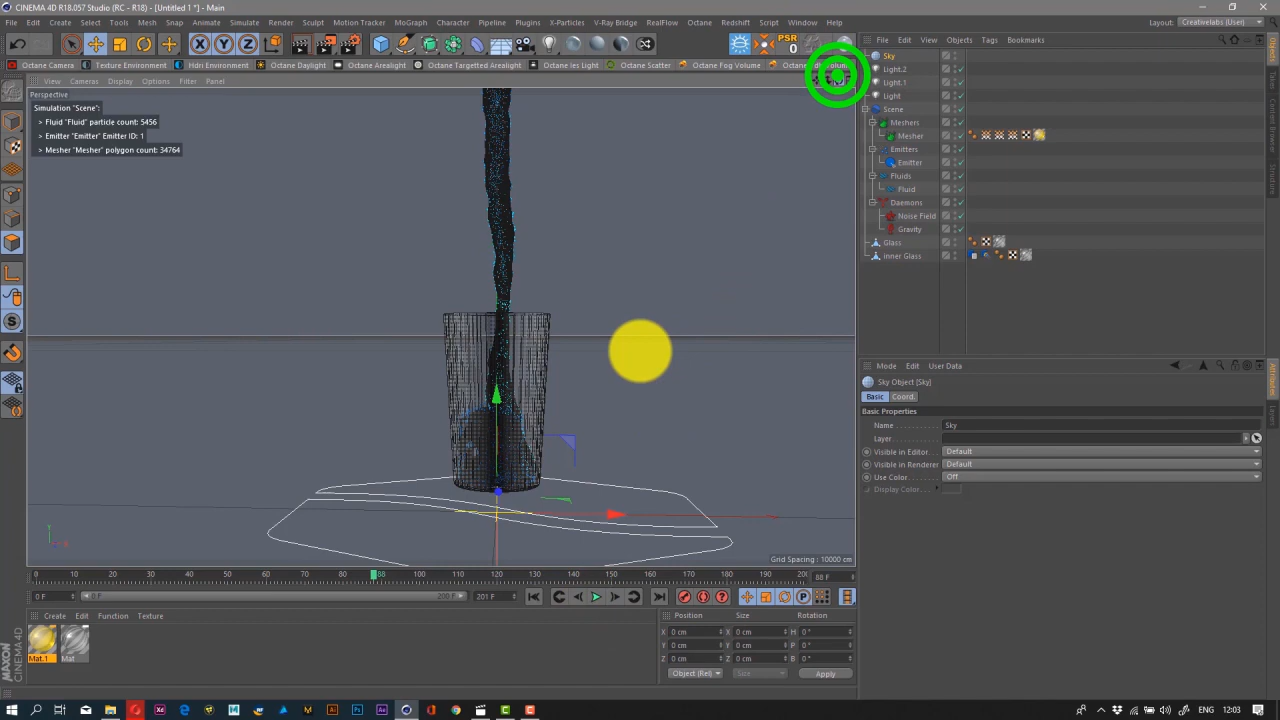 CINEMA 4D R18.057 Studio (RC - R18) - [Untitled 1 *] - Main
File Edit Create Select Tools Mesh Snap Animate Simulate Render Sculpt Motion Tracker MoGraph Character Pipeline Plugins X-Particles V-Ray Bridge RealFlow Octane Redshift Script Window Help
Layout: Creativelabs (User)
X Y Z PSR 0
Octane Camera Texture Environment Hdri Environment Octane Daylight Octane Arealight Octane Targetted Arealight Octane Ies Light Octane Scatter Octane Fog Volume
View Cameras Display Options Filter Panel
Perspective
Simulation "Scene":
> Fluid "Fluid" particle count: 5456
> Emitter "Emitter" Emitter ID: 1
> Mesher "Mesher" polygon count: 34764
Y
Grid Spacing : 10000 cm
0 10 20 30 40 50 60 70 80 88 100 110 120 130 140 150 160 170 180 190 20
88 F
0 F
0 F
200 F
201 F
Create Edit Function Texture
Mat.1 Mat
Position Size Rotation
X 0 cm X 0 cm H 0 °
Y 0 cm Y 0 cm P 0 °
Z 0 cm Z 0 cm B 0 °
Object (Rel) Size Apply
MAXON CINEMA 4D
File Edit View Objects Tags Bookmarks
Sky
Light.2
Light.1
Light
Scene
Meshers
Mesher
Emitters
Emitter
Fluids
Fluid
Daemons
Noise Field
Gravity
Glass
inner Glass
Objects
Takes
Content Browser
Structure
Mode Edit User Data
Sky Object [Sky]
Basic Coord.
Basic Properties
Name Sky
Layer
Visible in Editor Default
Visible in Renderer Default
Use Color Off
Display Color
Attributes
Layers
ENG 12:03